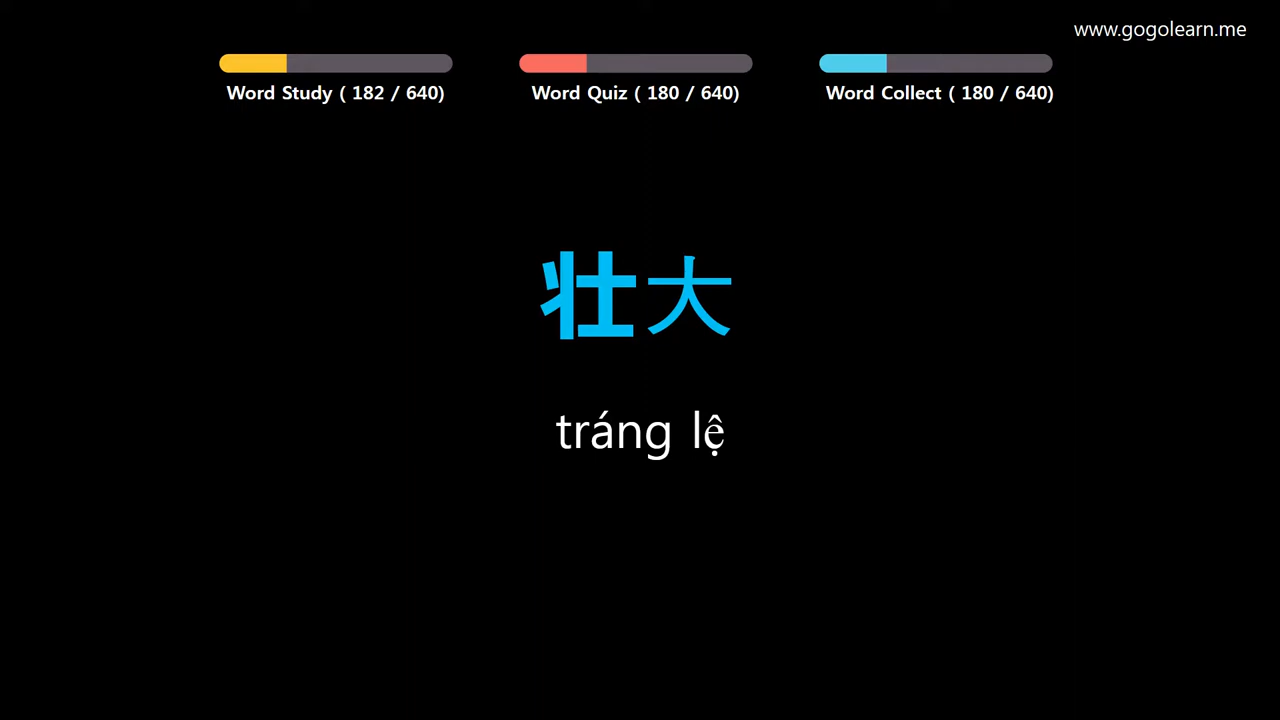 www.gogolearn.me
Word Study ( 182 / 640)
Word Quiz ( 180 / 640)
Word Collect ( 180 / 640)
壮大
tráng lệ